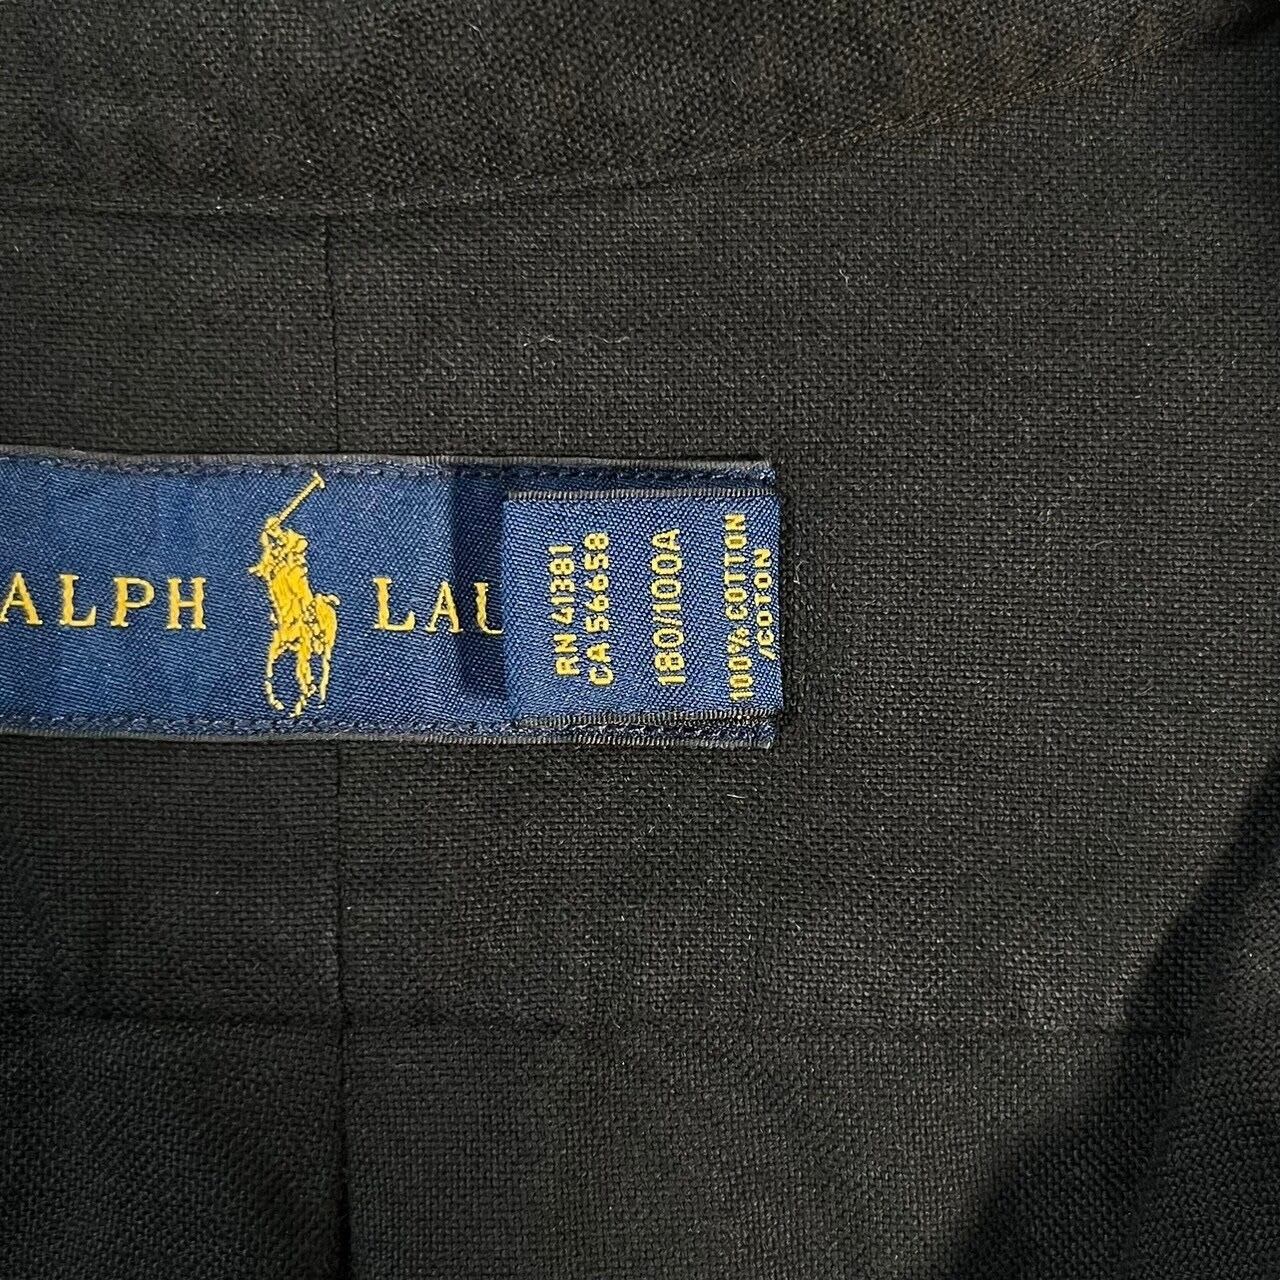 ALPH LAU
RN 41381
CA 56658
180/100A
100% COTTON
/COTON